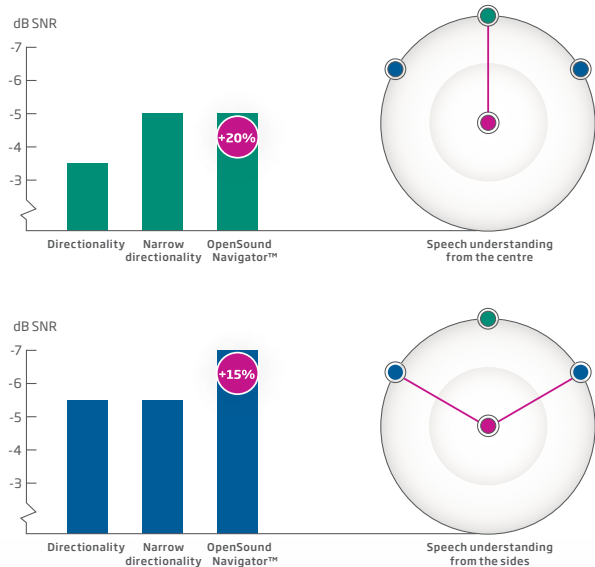 dB SNR
-7
-6
-5
-4
-3
+20%
Directionality
Narrow
directionality
OpenSound
Navigator™
Speech understanding
from the centre
dB SNR
-7
-6
-5
-4
-3
+15%
Directionality
Narrow
directionality
OpenSound
Navigator™
Speech understanding
from the sides